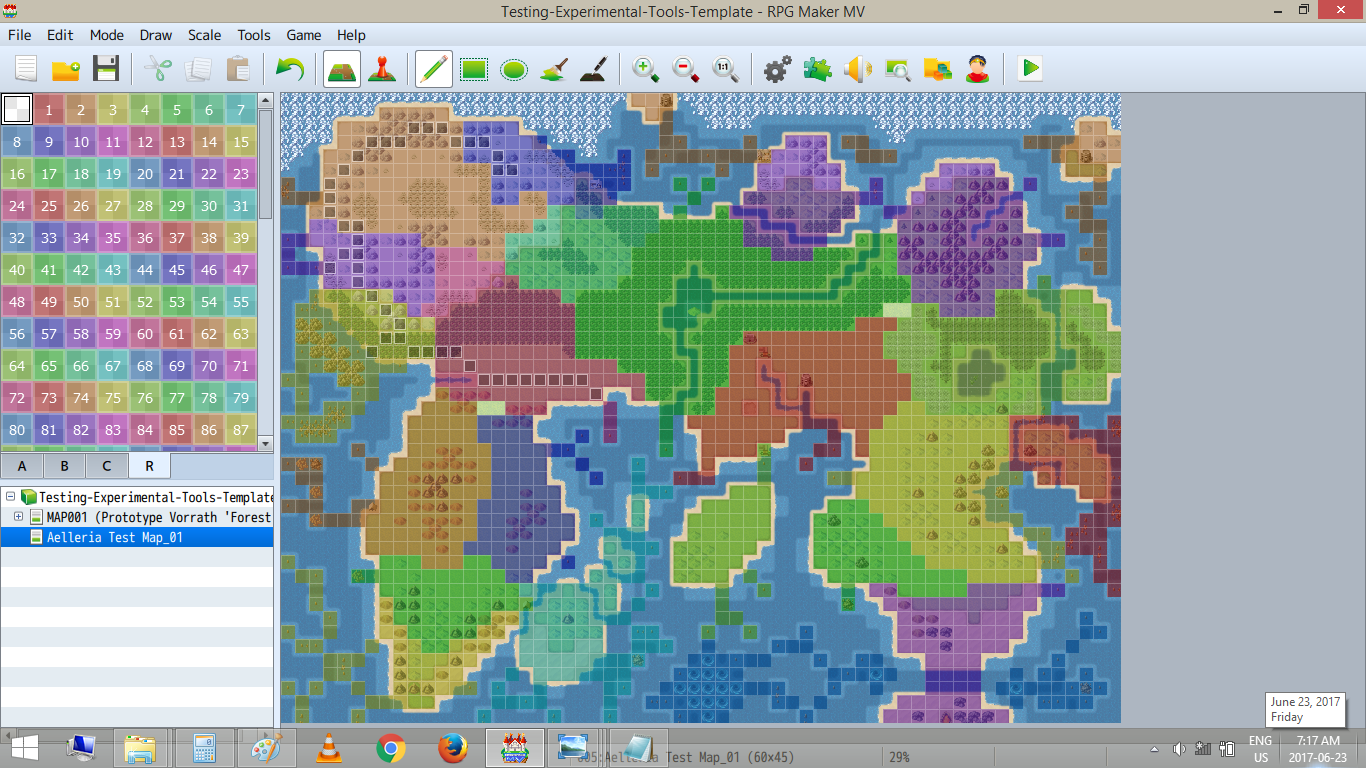 Testing-Experimental-Tools-Template - RPG Maker MV
File Edit Mode Draw Scale Tools Game Help
1:1
1 2 3 4 5 6 7
8 9 10 11 12 13 14 15
16 17 18 19 20 21 22 23
24 25 26 27 28 29 30 31
32 33 34 35 36 37 38 39
40 41 42 43 44 45 46 47
48 49 50 51 52 53 54 55
56 57 58 59 60 61 62 63
64 65 66 67 68 69 70 71
72 73 74 75 76 77 78 79
80 81 82 83 84 85 86 87
A B C R
Testing-Experimental-Tools-Template
MAP001 (Prototype Vorrath 'Forest
Aelleria Test Map_01
June 23, 2017
Friday
005:Aelleria Test Map_01 (60x45) 29%
ENG 7:17 AM
US 2017-06-23